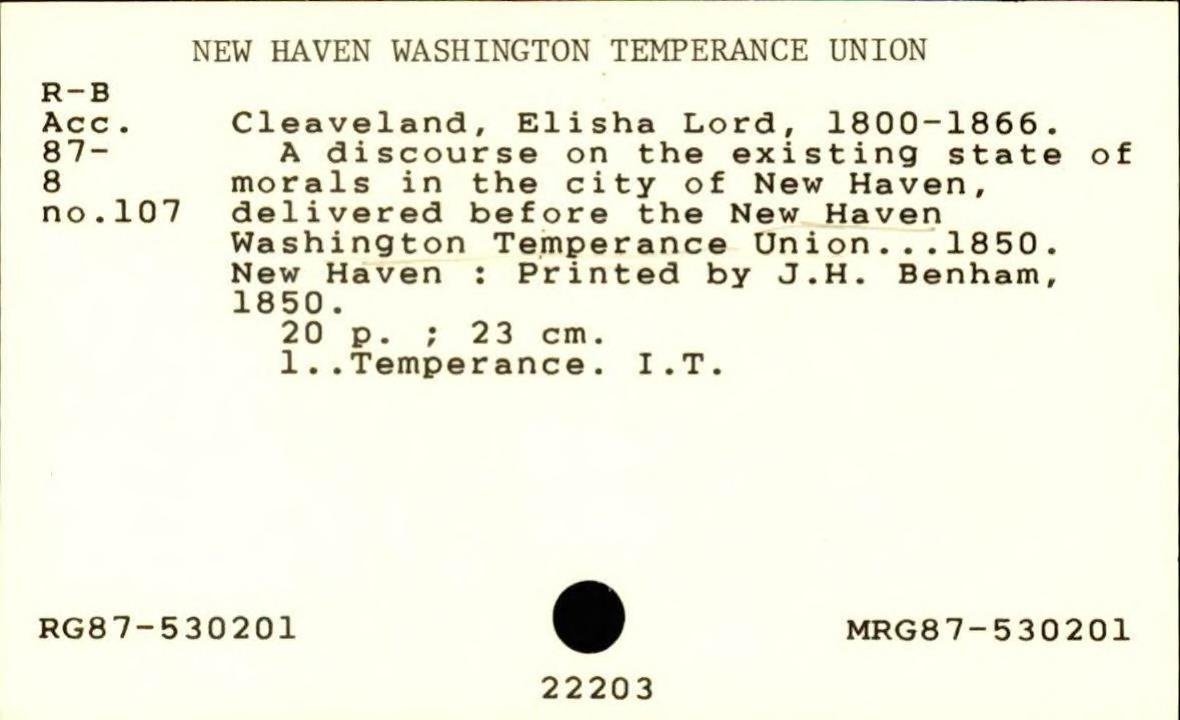 NEW HAVEN WASHINGTON TEMPERANCE UNION
R-B
Acc. Cleaveland, Elisha Lord, 1800-1866.
87- A discourse on the existing state of
8 morals in the city of New Haven,
no.107 delivered before the New Haven
Washington Temperance Union...1850.
New Haven : Printed by J.H. Benham,
1850.
20 p. ; 23 cm.
1..Temperance. I.T.
RG87-530201 MRG87-530201
22203